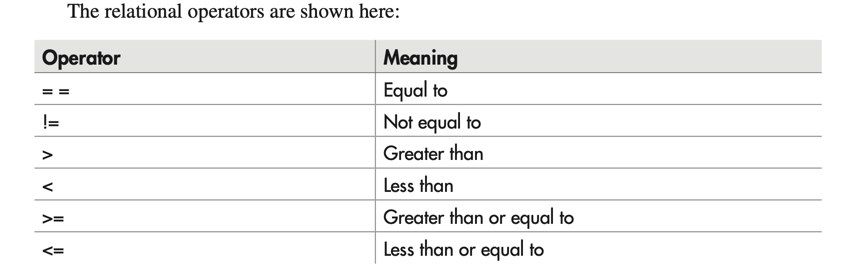 The relational operators are shown here:
Operator Meaning
= = Equal to
!= Not equal to
> Greater than
< Less than
>= Greater than or equal to
<= Less than or equal to